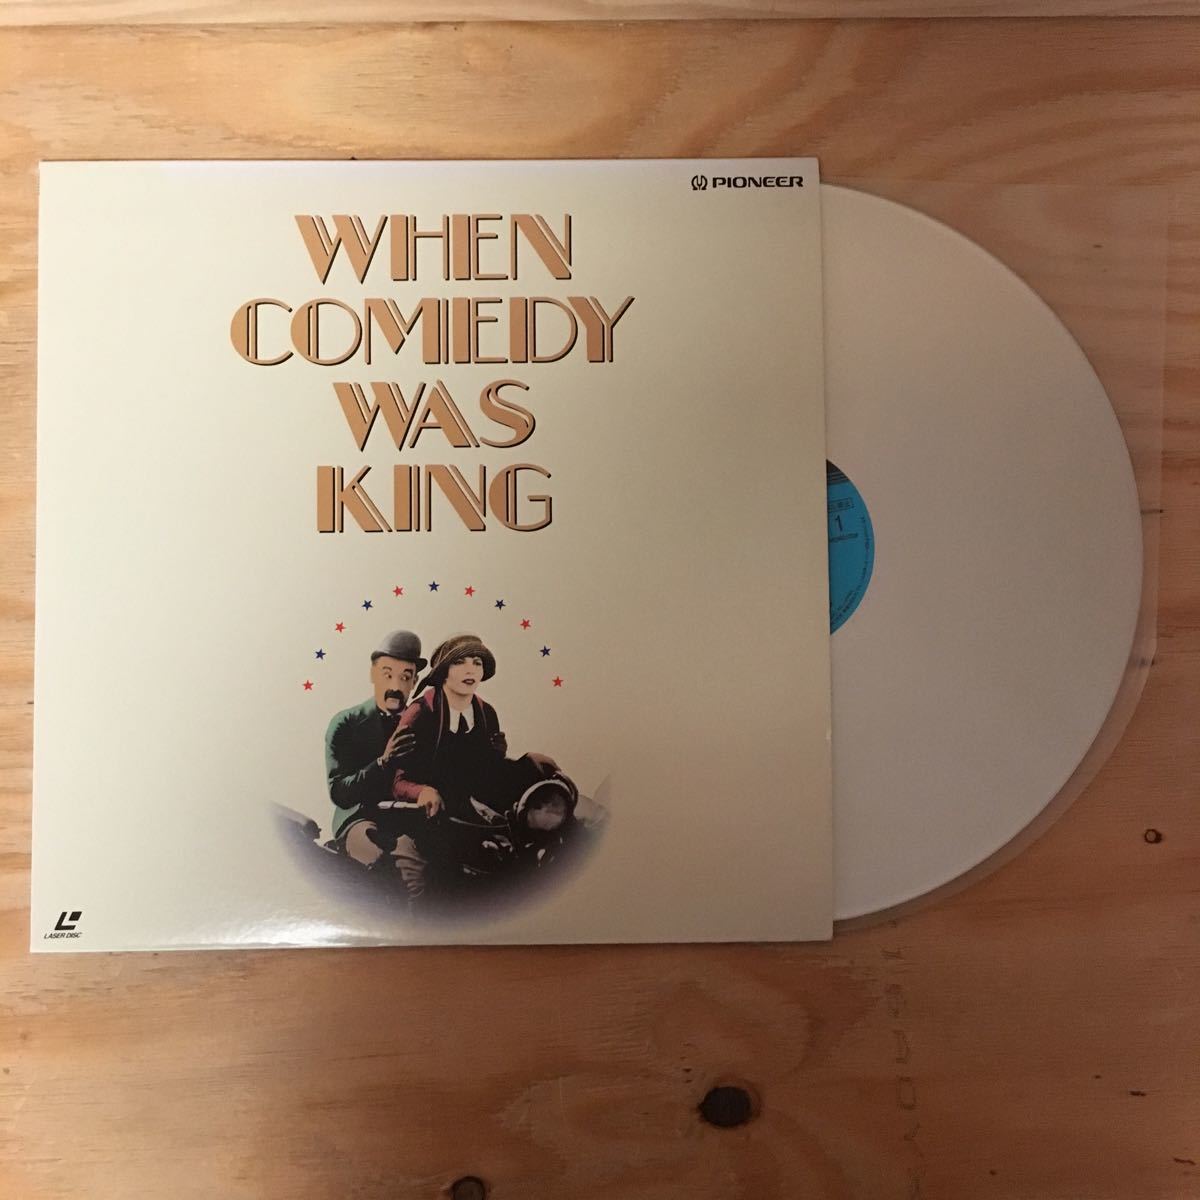 PIONEER
WHEN
COMEDY
WAS
KING
1
LASER DISC